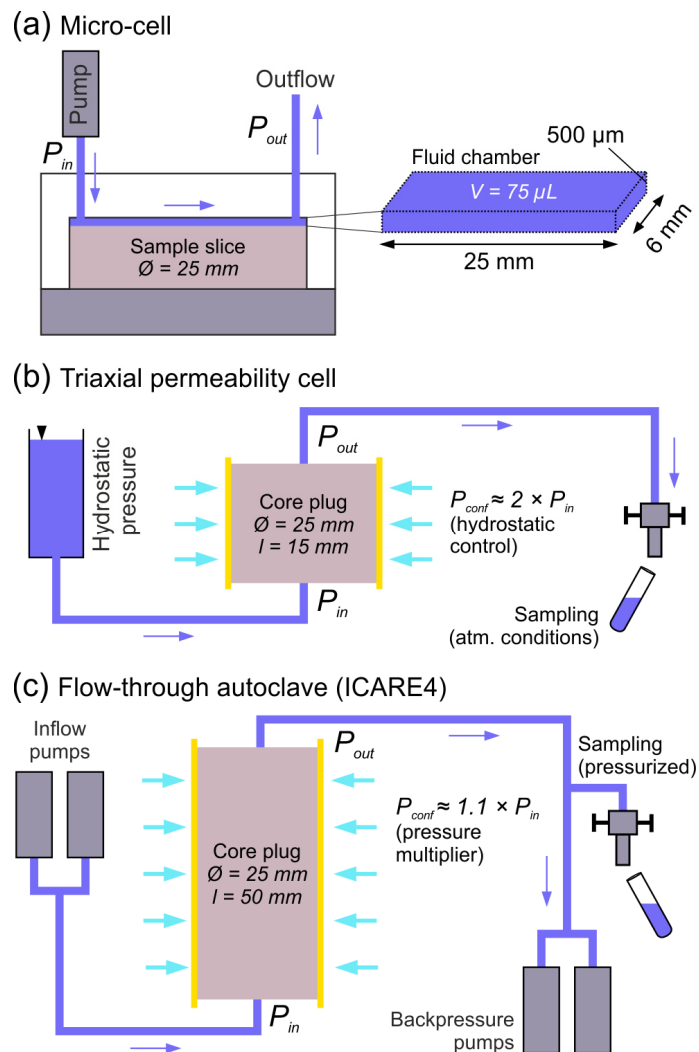 (a) Micro-cell
Pump
Outflow
P_in
P_out
Sample slice
Ø = 25 mm
Fluid chamber
500 µm
V = 75 µL
6 mm
25 mm
(b) Triaxial permeability cell
Hydrostatic
pressure
P_out
Core plug
Ø = 25 mm
l = 15 mm
P_in
P_conf ≈ 2 × P_in
(hydrostatic
control)
Sampling
(atm. conditions)
(c) Flow-through autoclave (ICARE4)
Inflow
pumps
P_out
Core plug
Ø = 25 mm
l = 50 mm
P_in
P_conf ≈ 1.1 × P_in
(pressure
multiplier)
Sampling
(pressurized)
Backpressure
pumps